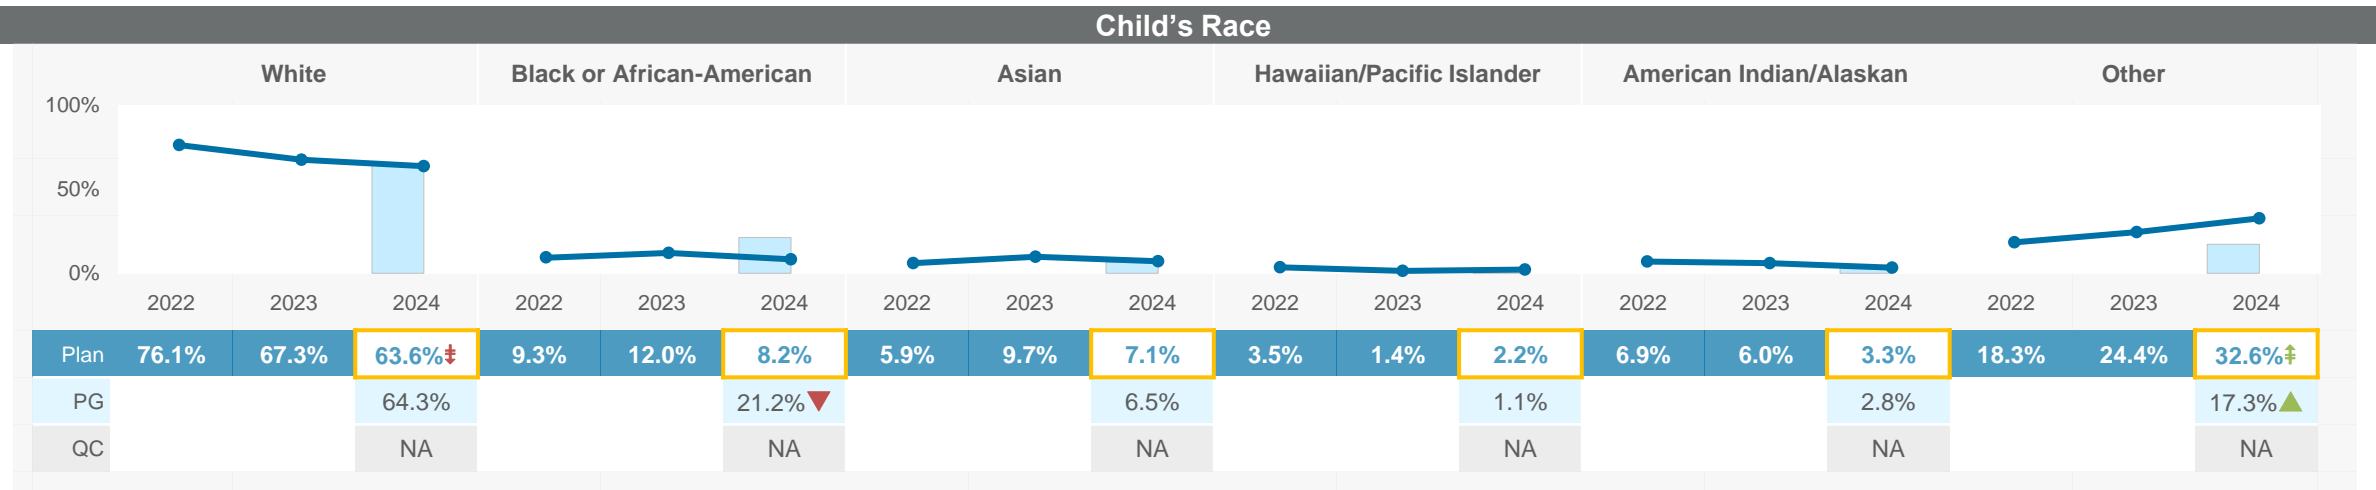 Child’s Race
White Black or African-American Asian Hawaiian/Pacific Islander American Indian/Alaskan Other
100%
50%
0%
2022 2023 2024 2022 2023 2024 2022 2023 2024 2022 2023 2024 2022 2023 2024 2022 2023 2024
Plan 76.1% 67.3% 63.6%⯯ 9.3% 12.0% 8.2% 5.9% 9.7% 7.1% 3.5% 1.4% 2.2% 6.9% 6.0% 3.3% 18.3% 24.4% 32.6%⯭
PG 64.3% 21.2%▼ 6.5% 1.1% 2.8% 17.3%▲
QC NA NA NA NA NA NA